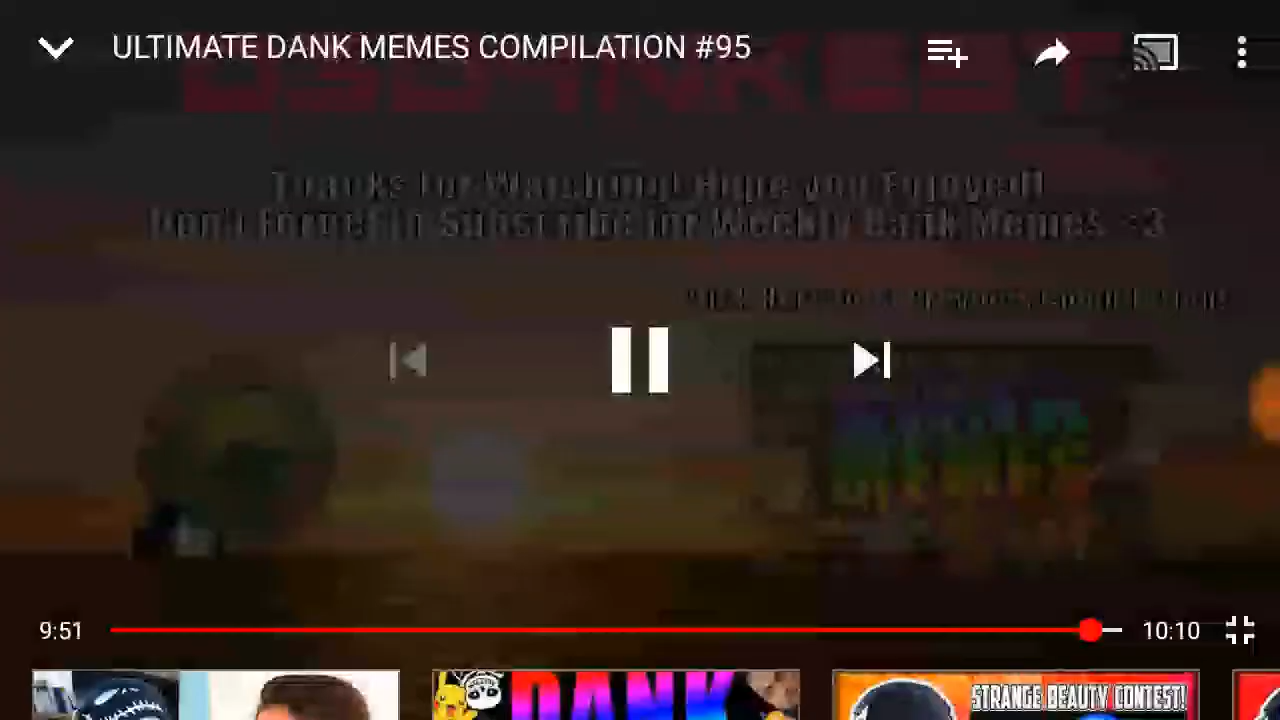 ULTIMATE DANK MEMES COMPILATION #95
Thanks for Watching! Hope you Enjoyed!
Don't Forget to Subscribe for Weekly Dank Memes <3
9:51
10:10
DANK
STRANGE BEAUTY CONTEST!